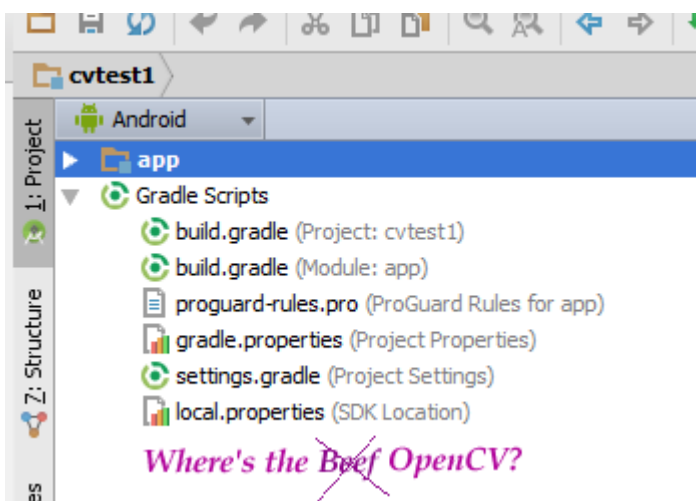 cvtest1
1: Project
Android
app
Gradle Scripts
build.gradle (Project: cvtest1)
build.gradle (Module: app)
proguard-rules.pro (ProGuard Rules for app)
gradle.properties (Project Properties)
settings.gradle (Project Settings)
local.properties (SDK Location)
7: Structure
Where's the Beef OpenCV?